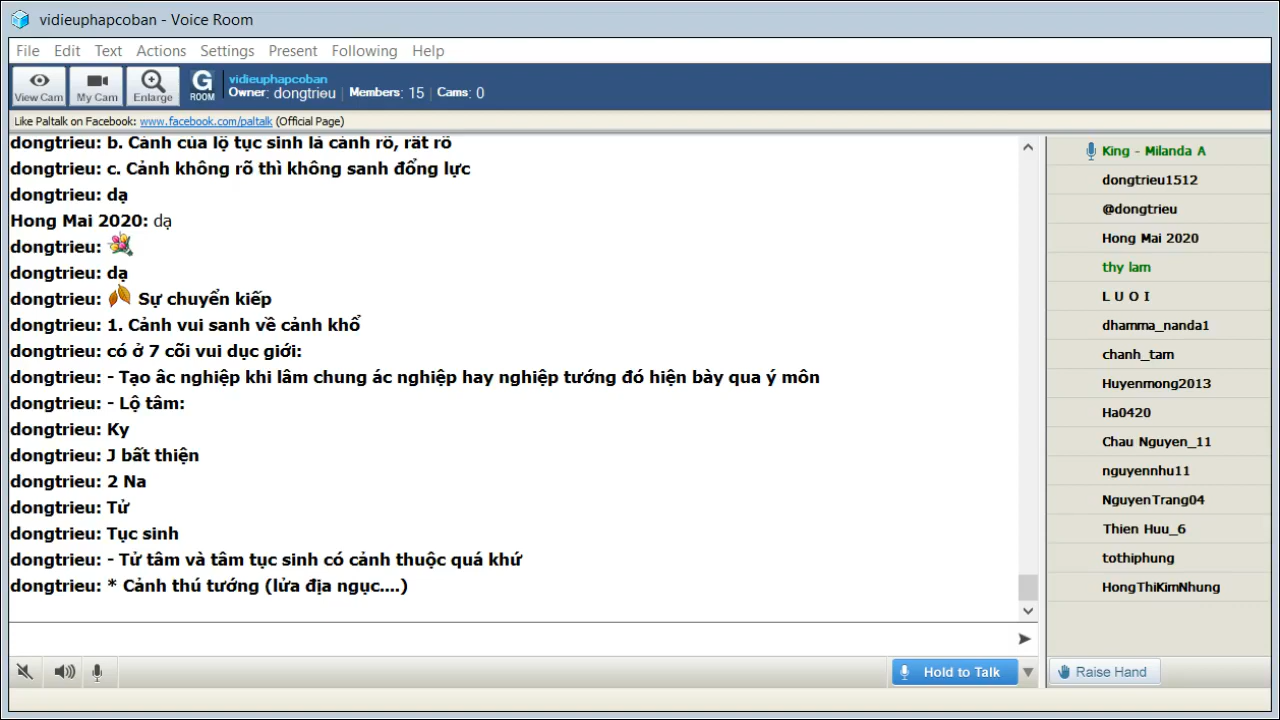 vidieuphapcoban - Voice Room
File Edit Text Actions Settings Present Following Help
View Cam
My Cam
Enlarge
G ROOM
vidieuphapcoban
Owner: dongtrieu | Members: 15 | Cams: 0
Like Paltalk on Facebook: www.facebook.com/paltalk (Official Page)
dongtrieu: b. Cảnh của lộ tục sinh là cảnh rõ, rất rõ
dongtrieu: c. Cảnh không rõ thì không sanh đổng lực
dongtrieu: dạ
Hong Mai 2020: dạ
dongtrieu:
dongtrieu: dạ
dongtrieu: Sự chuyển kiếp
dongtrieu: 1. Cảnh vui sanh về cảnh khổ
dongtrieu: có ở 7 cõi vui dục giới:
dongtrieu: - Tạo âc nghiệp khi lâm chung ác nghiệp hay nghiệp tướng đó hiện bày qua ý môn
dongtrieu: - Lộ tâm:
dongtrieu: Ky
dongtrieu: J bất thiện
dongtrieu: 2 Na
dongtrieu: Tử
dongtrieu: Tục sinh
dongtrieu: - Tử tâm và tâm tục sinh có cảnh thuộc quá khứ
dongtrieu: * Cảnh thú tướng (lửa địa ngục....)
King - Milanda A
dongtrieu1512
@dongtrieu
Hong Mai 2020
thy lam
L U O I
dhamma_nanda1
chanh_tam
Huyenmong2013
Ha0420
Chau Nguyen_11
nguyennhu11
NguyenTrang04
Thien Huu_6
tothiphung
HongThiKimNhung
Hold to Talk
Raise Hand